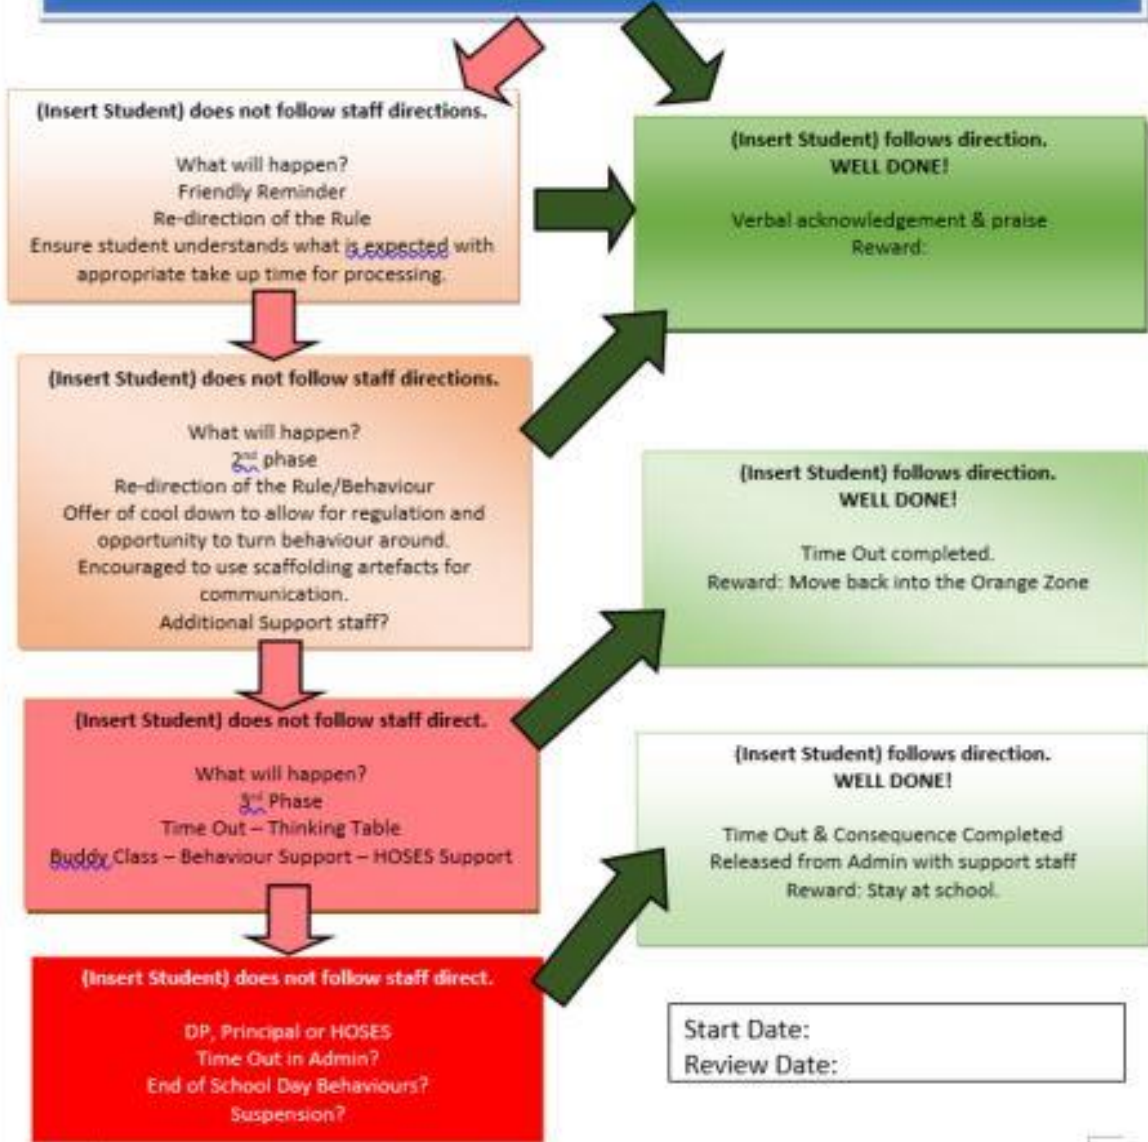 (Insert Student) does not follow staff directions.
What will happen?
Friendly Reminder
Re-direction of the Rule
Ensure student understands what is expected with
appropriate take up time for processing.
(Insert Student) follows direction.
WELL DONE!
Verbal acknowledgement & praise
Reward:
(Insert Student) does not follow staff directions.
What will happen?
2nd phase
Re-direction of the Rule/Behaviour
Offer of cool down to allow for regulation and
opportunity to turn behaviour around.
Encouraged to use scaffolding artefacts for
communication.
Additional Support staff?
(Insert Student) follows direction.
WELL DONE!
Time Out completed.
Reward: Move back into the Orange Zone
(Insert Student) does not follow staff direct.
What will happen?
3rd Phase
Time Out – Thinking Table
Buddy Class – Behaviour Support – HOSES Support
(Insert Student) follows direction.
WELL DONE!
Time Out & Consequence Completed
Released from Admin with support staff
Reward: Stay at school.
(Insert Student) does not follow staff direct.
DP, Principal or HOSES
Time Out in Admin?
End of School Day Behaviours?
Suspension?
Start Date:
Review Date: